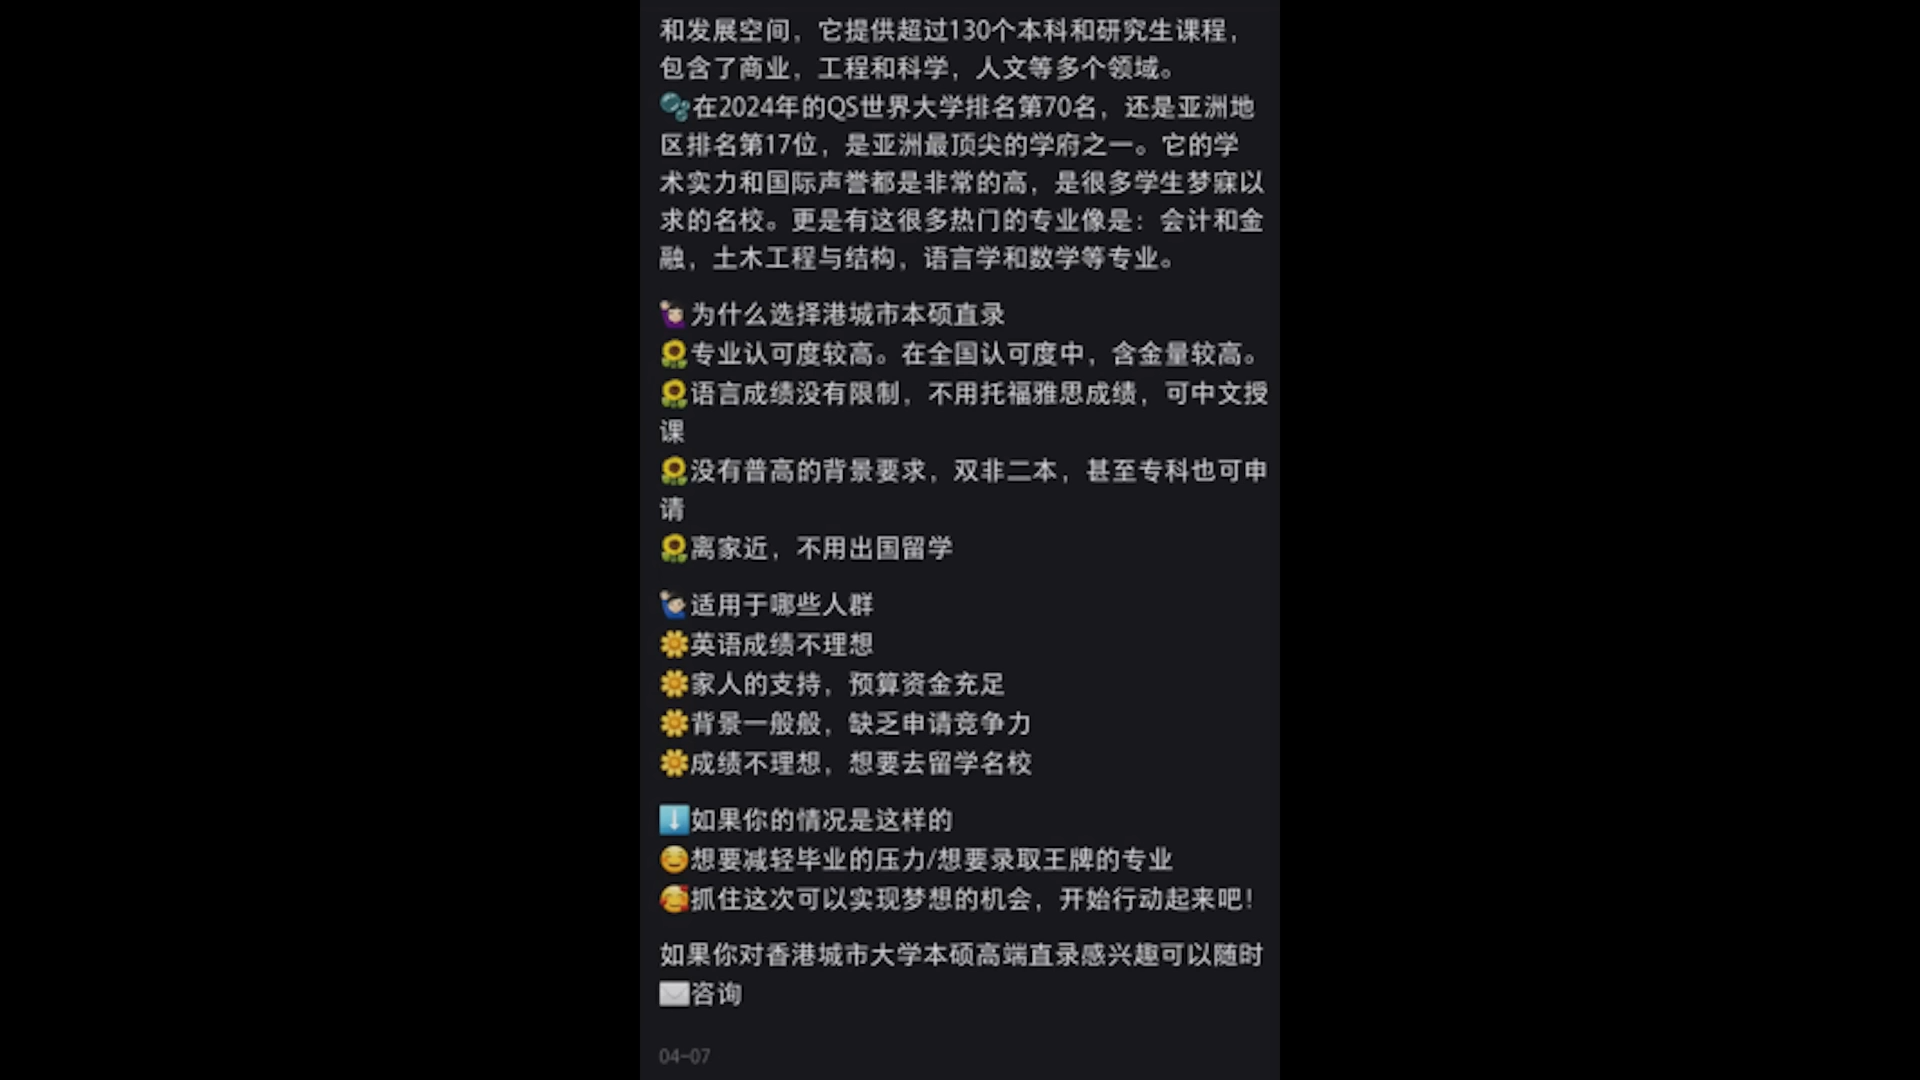 和发展空间，它提供超过130个本科和研究生课程，
包含了商业，工程和科学，人文等多个领域。
🫧在2024年的QS世界大学排名第70名，还是亚洲地
区排名第17位，是亚洲最顶尖的学府之一。它的学
术实力和国际声誉都是非常的高，是很多学生梦寐以
求的名校。更是有这很多热门的专业像是：会计和金
融，土木工程与结构，语言学和数学等专业。
🙋🏻‍♀️为什么选择港城市本硕直录
🌻专业认可度较高。在全国认可度中，含金量较高。
🌻语言成绩没有限制，不用托福雅思成绩，可中文授
课
🌻没有普高的背景要求，双非二本，甚至专科也可申
请
🌻离家近，不用出国留学
🙋🏻‍♂️适用于哪些人群
🌼英语成绩不理想
🌼家人的支持，预算资金充足
🌼背景一般般，缺乏申请竞争力
🌼成绩不理想，想要去留学名校
⬇️如果你的情况是这样的
😊想要减轻毕业的压力/想要录取王牌的专业
🥰抓住这次可以实现梦想的机会，开始行动起来吧！
如果你对香港城市大学本硕高端直录感兴趣可以随时
✉️咨询
04-07